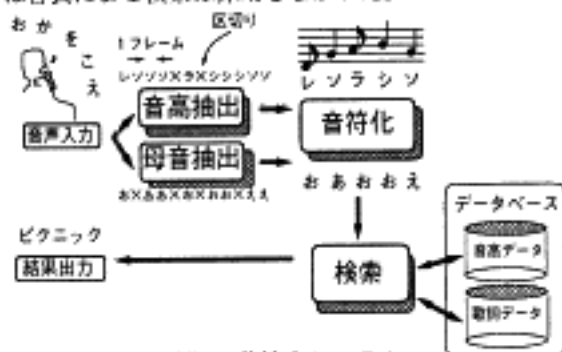 おかをこえ
区切り
1フレーム
レソソソ×ラ×シシシソソ
レソラシソ
音声入力
音高抽出
母音抽出
音符化
お×ああ×お×おお×ええ
おあおおえ
データベース
音高データ
歌詞データ
検索
ピクニック
結果出力